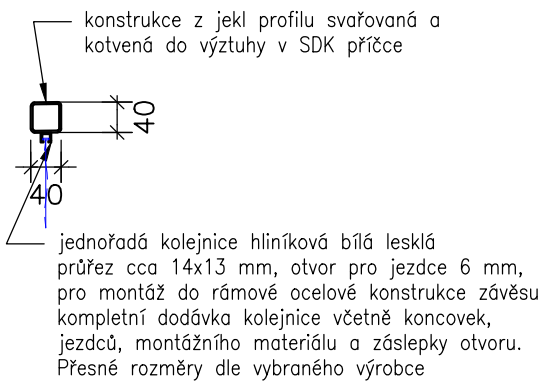 konstrukce z jekl profilu svařovaná a
kotvená do výztuhy v SDK příčce
40
40
jednořadá kolejnice hliníková bílá lesklá
průřez cca 14x13 mm, otvor pro jezdce 6 mm,
pro montáž do rámové ocelové konstrukce závěsu
kompletní dodávka kolejnice včetně koncovek,
jezdců, montážního materiálu a záslepky otvoru.
Přesné rozměry dle vybraného výrobce